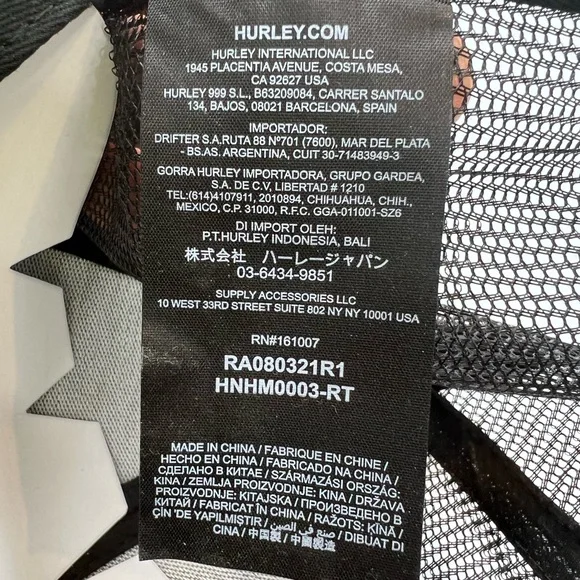 HURLEY.COM
HURLEY INTERNATIONAL LLC
1945 PLACENTIA AVENUE, COSTA MESA,
CA 92627 USA
HURLEY 999 S.L., B63209084, CARRER SANTALO
134, BAJOS, 08021 BARCELONA, SPAIN
IMPORTADOR:
DRIFTER S.A.RUTA 88 Nº701 (7600), MAR DEL PLATA
- BS.AS. ARGENTINA, CUIT 30-71483949-3
GORRA HURLEY IMPORTADORA, GRUPO GARDEA,
S.A. DE C.V, LIBERTAD # 1210
TEL:(614)4107911, 2010894, CHIHUAHUA, CHIH.,
MEXICO, C.P. 31000, R.F.C. GGA-011001-SZ6
DI IMPORT OLEH:
P.T.HURLEY INDONESIA, BALI
株式会社 ハーレージャパン
03-6434-9851
SUPPLY ACCESSORIES LLC
10 WEST 33RD STREET SUITE 802 NY NY 10001 USA
RN#161007
RA080321R1
HNHM0003-RT
MADE IN CHINA / FABRIQUE EN CHINE /
HECHO EN CHINA / FABRICADO NA CHINA /
СДЕЛАНО В КИТАЕ / SZÁRMAZÁSI ORSZÁG:
KINA / ZEMLJA PROIZVODNJE: KINA / DRŽAVA
PROIZVODNJE: KITAJSKA / ПРОИЗВЕДЕНО В
КИТАЙ / FABRICAT ÎN CHINA / RAŽOTS: ĶĪNĀ /
ÇİN 'DE YAPILMIŞTIR / صنع في الصين / DIBUAT DI
CINA / 中国製 / 中國製造